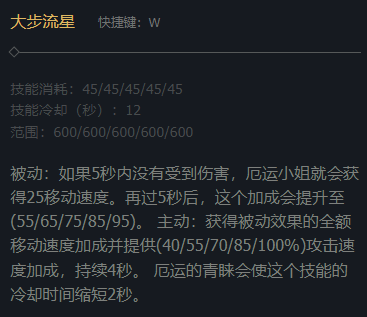 大步流星 快捷键：W
技能消耗：45/45/45/45/45
技能冷却（秒）：12
范围：600/600/600/600/600
被动：如果5秒内没有受到伤害，厄运小姐就会获
得25移动速度。再过5秒后，这个加成会提升至
(55/65/75/85/95)。 主动：获得被动效果的全额
移动速度加成并提供(40/55/70/85/100%)攻击速
度加成，持续4秒。 厄运的青睐会使这个技能的
冷却时间缩短2秒。